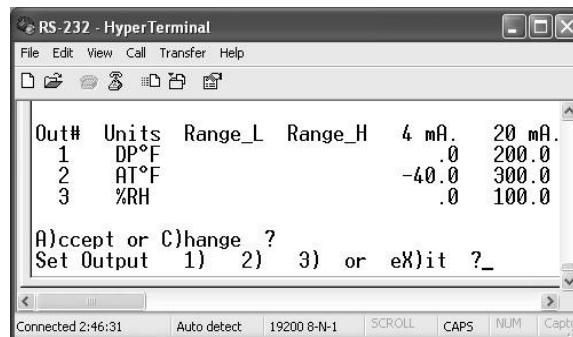 RS-232 - HyperTerminal
File Edit View Call Transfer Help
Out# Units Range_L Range_H 4 mA. 20 mA.
1 DP°F .0 200.0
2 AT°F -40.0 300.0
3 %RH .0 100.0
A)ccept or C)hange ?
Set Output 1) 2) 3) or eX)it ?_
Connected 2:46:31 Auto detect 19200 8-N-1 SCROLL CAPS NUM Captu